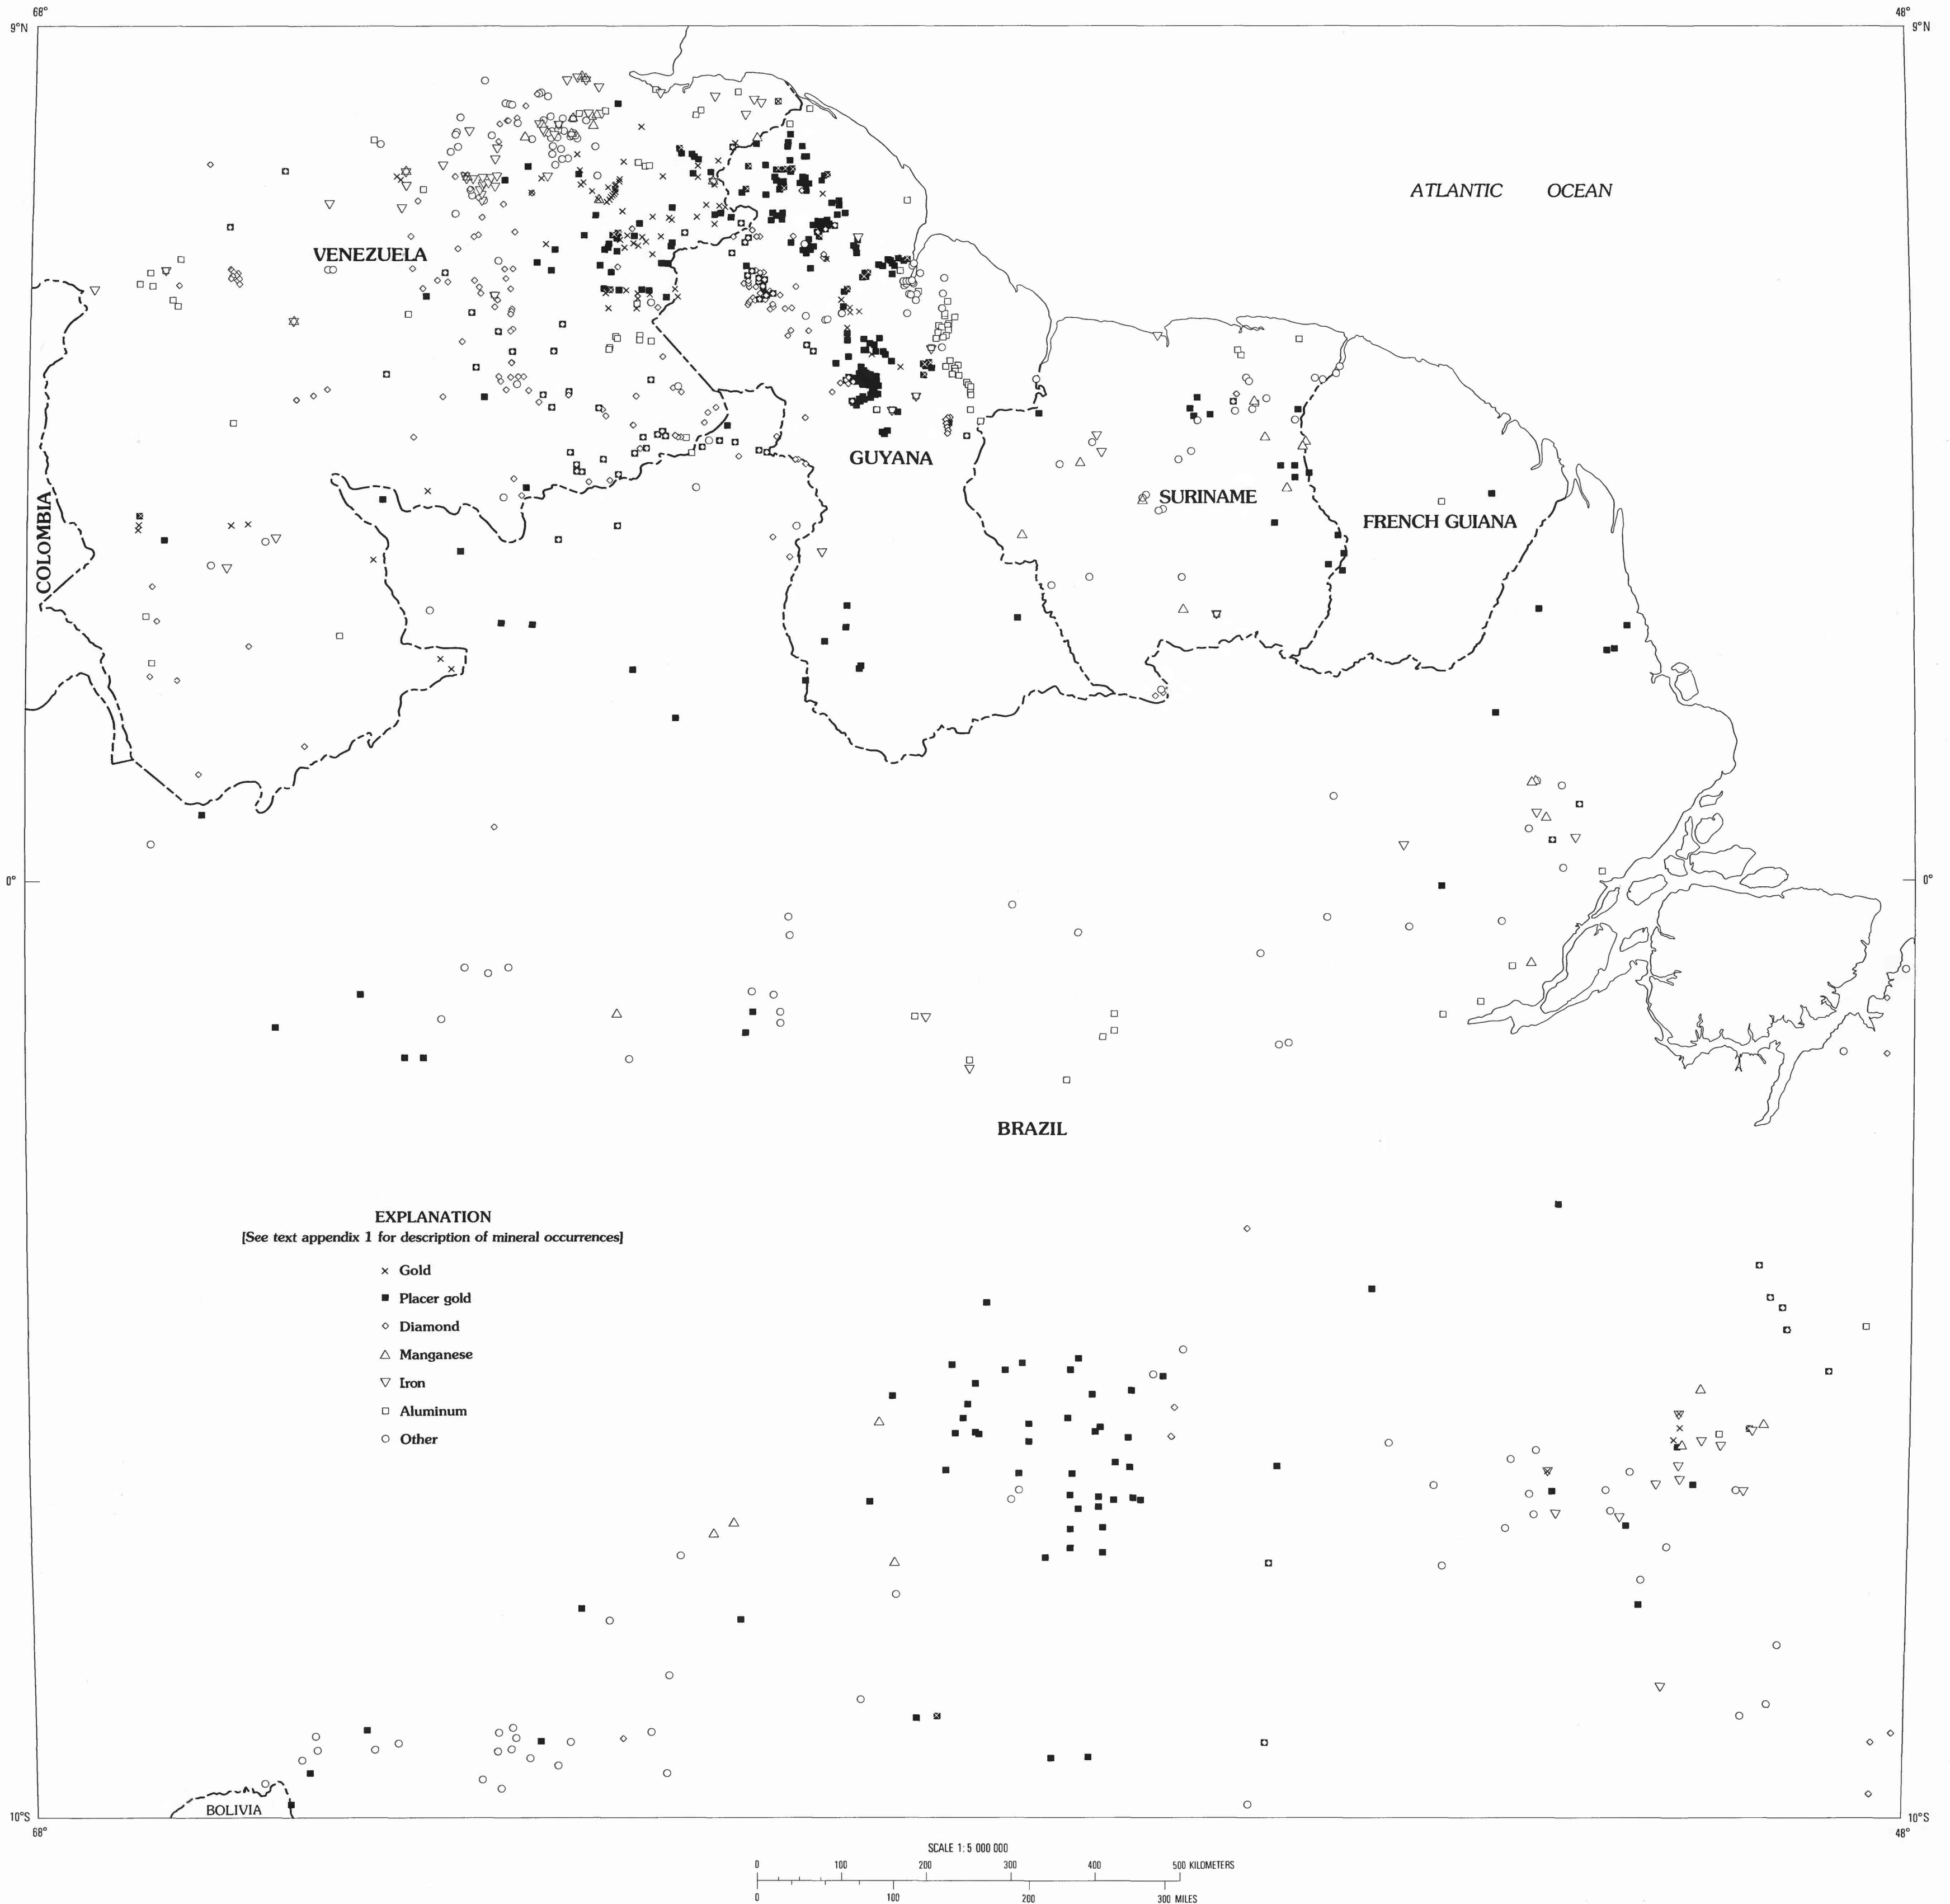 68°
48°
9°N
9°N
ATLANTIC OCEAN
VENEZUELA
GUYANA
COLOMBIA
SURINAME
FRENCH GUIANA
0°
0°
BRAZIL
EXPLANATION
[See text appendix 1 for description of mineral occurrences]
Gold
Placer gold
Diamond
Manganese
Iron
Aluminum
Other
BOLIVIA
10°S
10°S
68°
48°
SCALE 1: 5 000 000
0 100 200 300 400 500 KILOMETERS
0 100 200 300 MILES